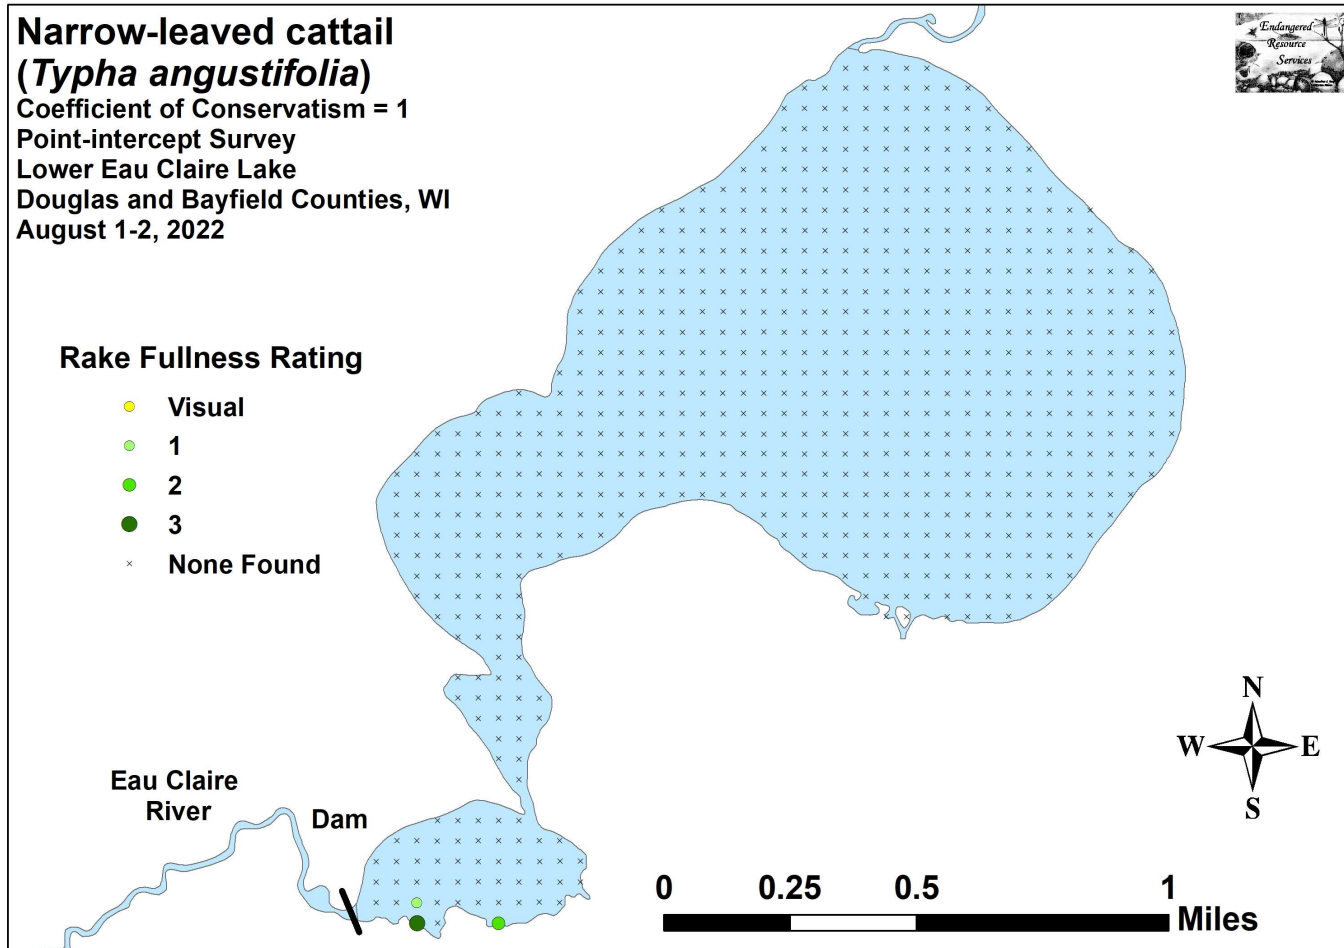 Narrow-leaved cattail
(Typha angustifolia)
Coefficient of Conservatism = 1
Point-intercept Survey
Lower Eau Claire Lake
Douglas and Bayfield Counties, WI
August 1-2, 2022
Endangered
Resource
Services
Rake Fullness Rating
Visual
1
2
3
None Found
Eau Claire
River
Dam
N
W E
S
0 0.25 0.5 1
Miles